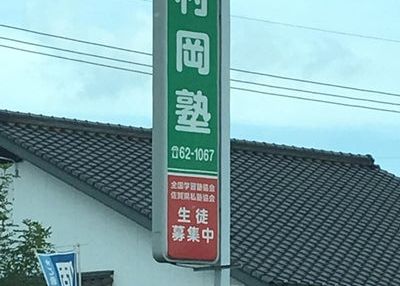 村岡塾
☎62-1067
全国学習塾協会
佐賀県私塾協会
生徒
募集中